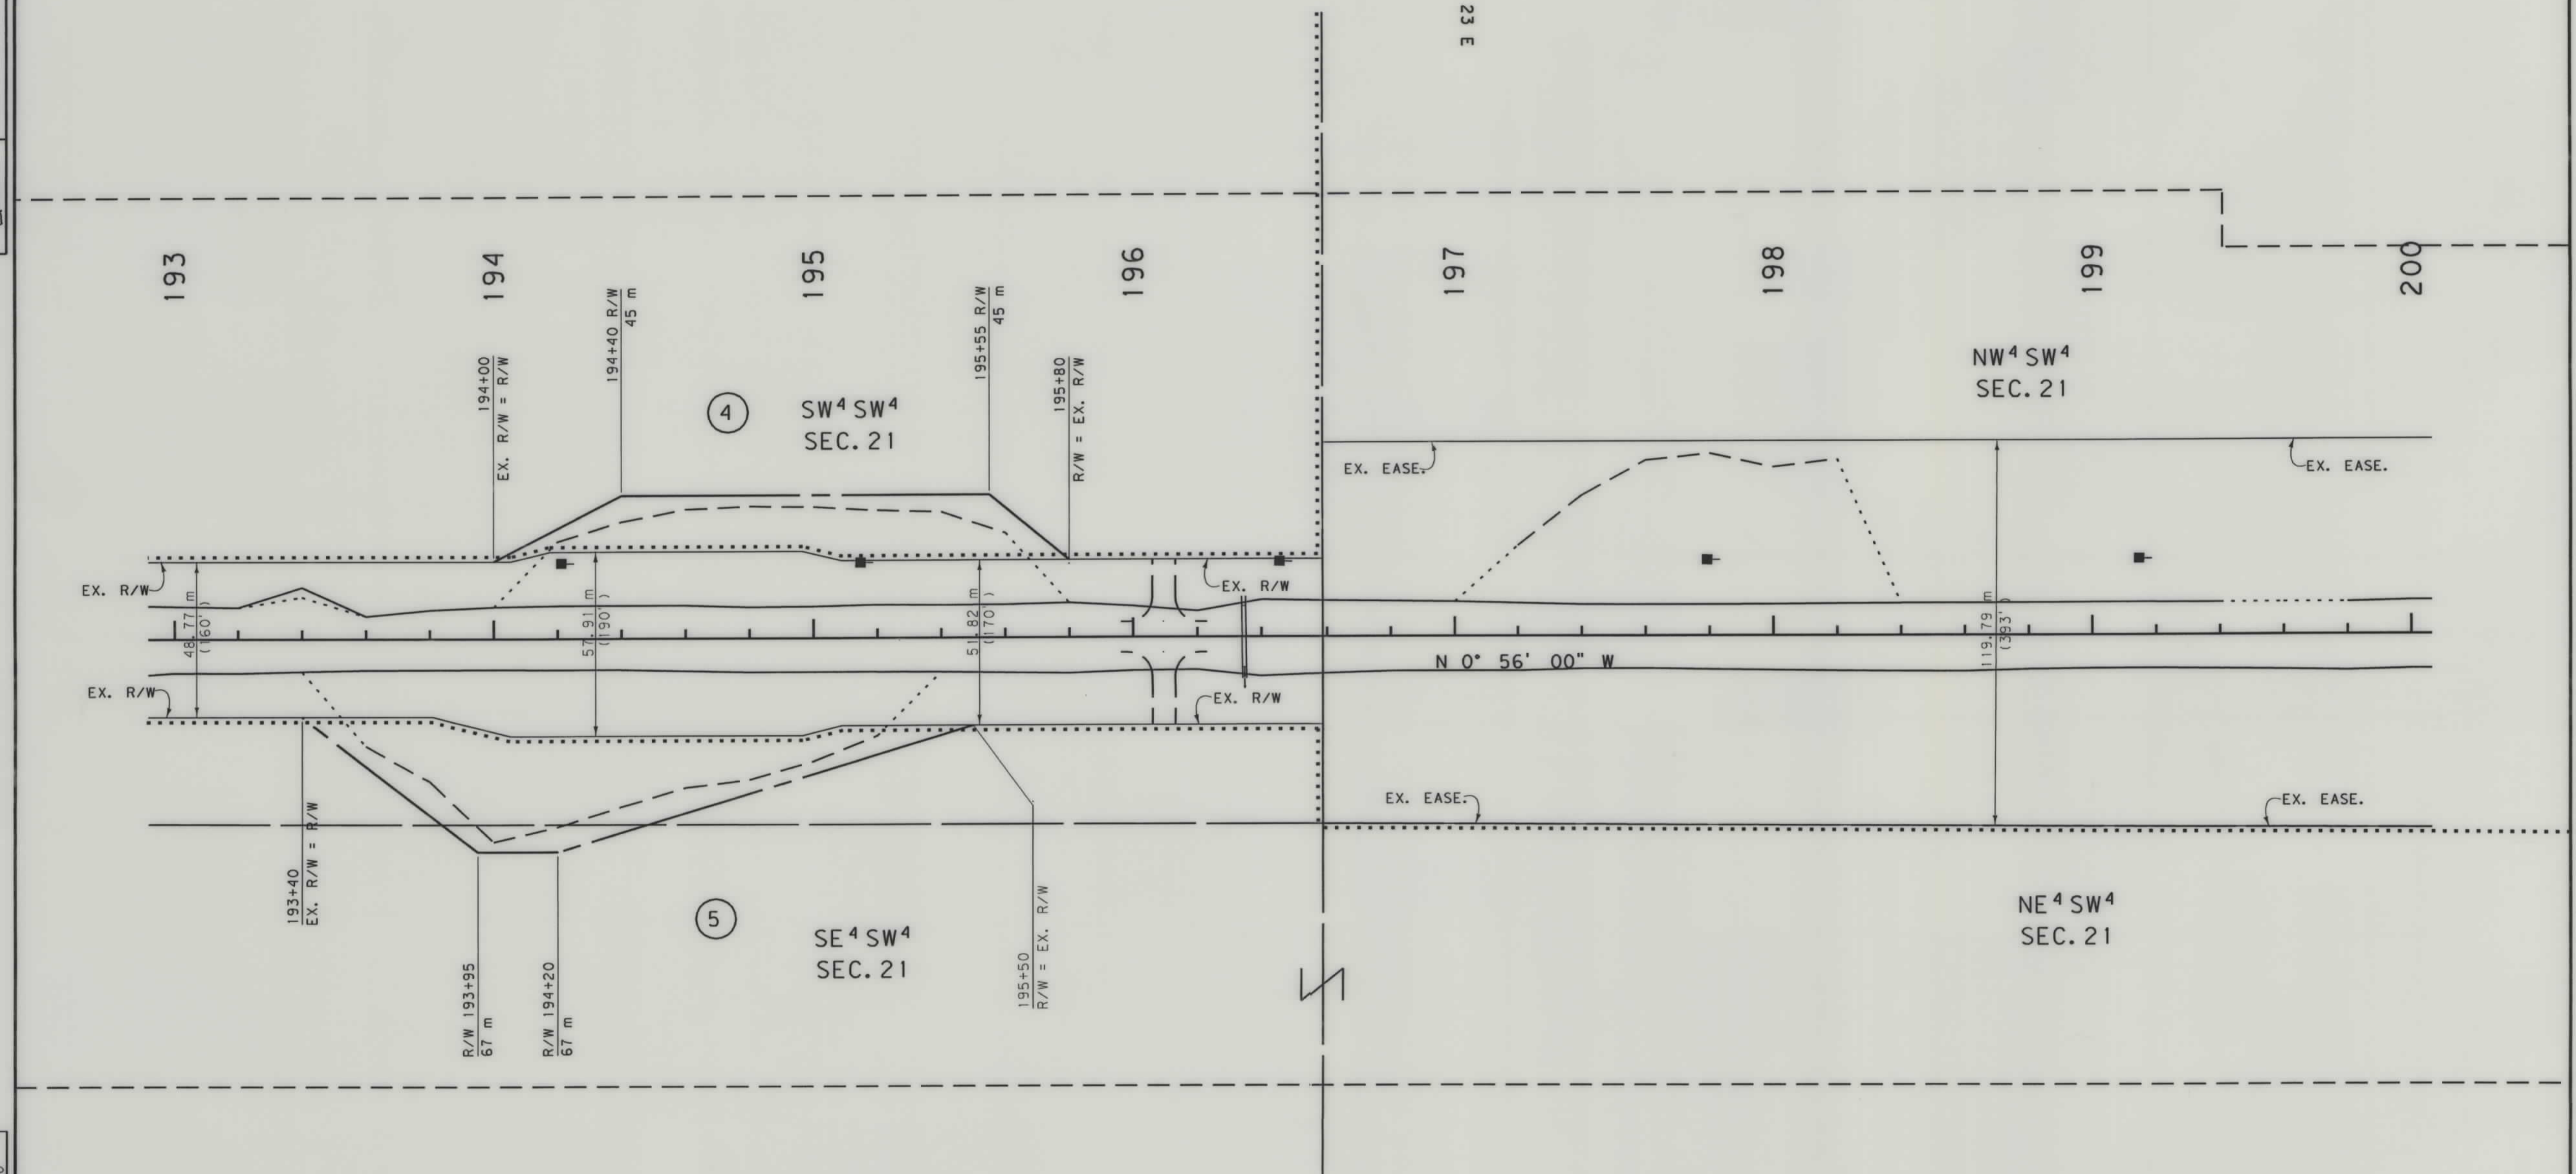 23 E
193
194
195
196
197
198
199
200
194+00
EX. R/W = R/W
194+40 R/W
45 m
195+55 R/W
45 m
195+80
R/W = EX. R/W
4
SW⁴ SW⁴
SEC. 21
NW⁴ SW⁴
SEC. 21
EX. EASE.
EX. EASE.
EX. R/W
EX. R/W
48.77 m
(160')
57.91 m
(190')
51.82 m
(170')
119.79 m
(393')
N 0° 56' 00" W
EX. R/W
EX. R/W
EX. EASE.
EX. EASE.
193+40
EX. R/W = R/W
R/W 193+95
67 m
R/W 194+20
67 m
5
SE⁴ SW⁴
SEC. 21
195+50
R/W = EX. R/W
NE⁴ SW⁴
SEC. 21